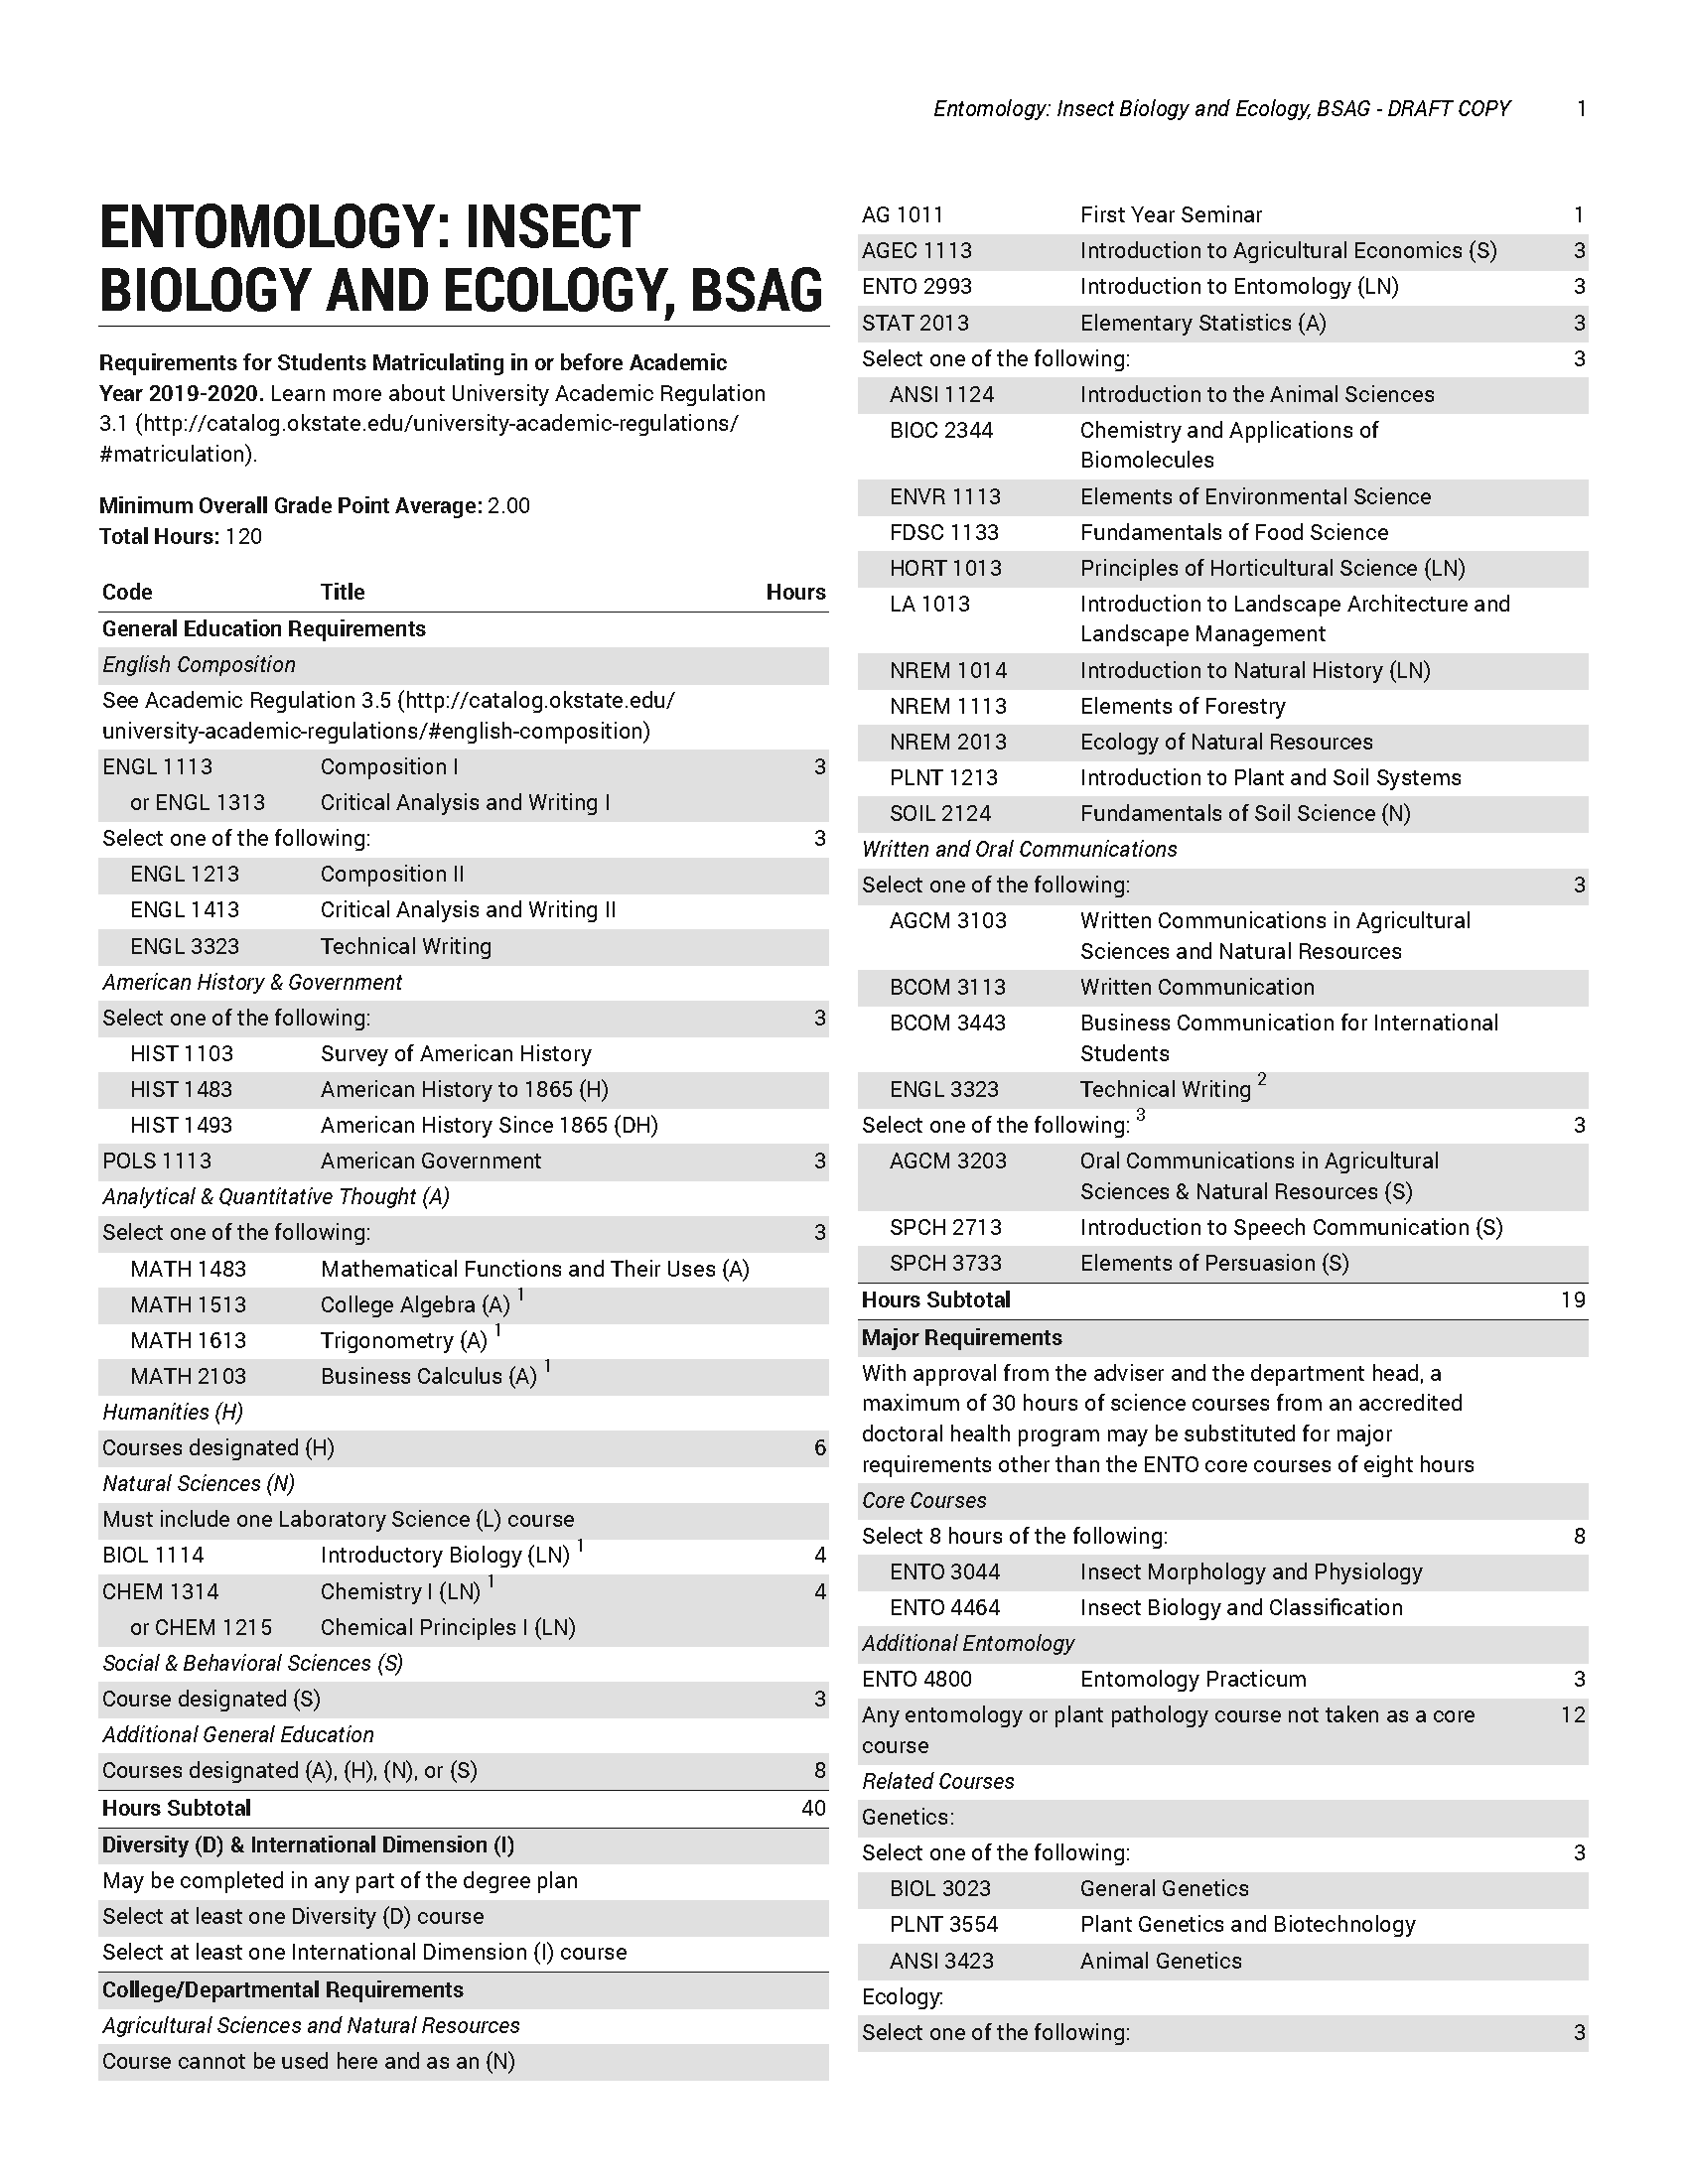 Entomology: Insect Biology and Ecology, BSAG - DRAFT COPY 1
ENTOMOLOGY: INSECT
BIOLOGY AND ECOLOGY, BSAG
Requirements for Students Matriculating in or before Academic
Year 2019-2020. Learn more about University Academic Regulation
3.1 (http://catalog.okstate.edu/university-academic-regulations/
#matriculation).
Minimum Overall Grade Point Average: 2.00
Total Hours: 120
Code Title Hours
General Education Requirements
English Composition
See Academic Regulation 3.5 (http://catalog.okstate.edu/
university-academic-regulations/#english-composition)
ENGL 1113 Composition I 3
or ENGL 1313 Critical Analysis and Writing I
Select one of the following: 3
ENGL 1213 Composition II
ENGL 1413 Critical Analysis and Writing II
ENGL 3323 Technical Writing
American History & Government
Select one of the following: 3
HIST 1103 Survey of American History
HIST 1483 American History to 1865 (H)
HIST 1493 American History Since 1865 (DH)
POLS 1113 American Government 3
Analytical & Quantitative Thought (A)
Select one of the following: 3
MATH 1483 Mathematical Functions and Their Uses (A)
MATH 1513 College Algebra (A) 1
MATH 1613 Trigonometry (A) 1
MATH 2103 Business Calculus (A) 1
Humanities (H)
Courses designated (H) 6
Natural Sciences (N)
Must include one Laboratory Science (L) course
BIOL 1114 Introductory Biology (LN) 1 4
CHEM 1314 Chemistry I (LN) 1 4
or CHEM 1215 Chemical Principles I (LN)
Social & Behavioral Sciences (S)
Course designated (S) 3
Additional General Education
Courses designated (A), (H), (N), or (S) 8
Hours Subtotal 40
Diversity (D) & International Dimension (I)
May be completed in any part of the degree plan
Select at least one Diversity (D) course
Select at least one International Dimension (I) course
College/Departmental Requirements
Agricultural Sciences and Natural Resources
Course cannot be used here and as an (N)
AG 1011 First Year Seminar 1
AGEC 1113 Introduction to Agricultural Economics (S) 3
ENTO 2993 Introduction to Entomology (LN) 3
STAT 2013 Elementary Statistics (A) 3
Select one of the following: 3
ANSI 1124 Introduction to the Animal Sciences
BIOC 2344 Chemistry and Applications of
Biomolecules
ENVR 1113 Elements of Environmental Science
FDSC 1133 Fundamentals of Food Science
HORT 1013 Principles of Horticultural Science (LN)
LA 1013 Introduction to Landscape Architecture and
Landscape Management
NREM 1014 Introduction to Natural History (LN)
NREM 1113 Elements of Forestry
NREM 2013 Ecology of Natural Resources
PLNT 1213 Introduction to Plant and Soil Systems
SOIL 2124 Fundamentals of Soil Science (N)
Written and Oral Communications
Select one of the following: 3
AGCM 3103 Written Communications in Agricultural
Sciences and Natural Resources
BCOM 3113 Written Communication
BCOM 3443 Business Communication for International
Students
ENGL 3323 Technical Writing 2
Select one of the following: 3 3
AGCM 3203 Oral Communications in Agricultural
Sciences & Natural Resources (S)
SPCH 2713 Introduction to Speech Communication (S)
SPCH 3733 Elements of Persuasion (S)
Hours Subtotal 19
Major Requirements
With approval from the adviser and the department head, a
maximum of 30 hours of science courses from an accredited
doctoral health program may be substituted for major
requirements other than the ENTO core courses of eight hours
Core Courses
Select 8 hours of the following: 8
ENTO 3044 Insect Morphology and Physiology
ENTO 4464 Insect Biology and Classification
Additional Entomology
ENTO 4800 Entomology Practicum 3
Any entomology or plant pathology course not taken as a core 12
course
Related Courses
Genetics:
Select one of the following: 3
BIOL 3023 General Genetics
PLNT 3554 Plant Genetics and Biotechnology
ANSI 3423 Animal Genetics
Ecology:
Select one of the following: 3